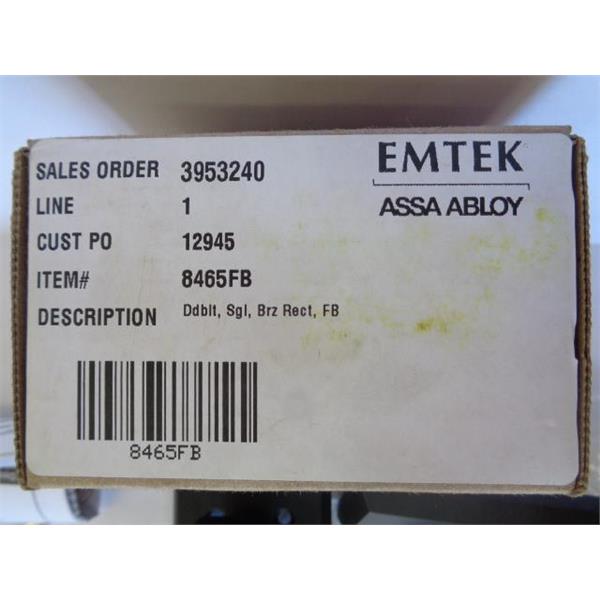 SALES ORDER 3953240
LINE 1
CUST PO 12945
ITEM# 8465FB
DESCRIPTION Ddblt, Sgl, Brz Rect, FB
EMTEK
ASSA ABLOY
8465FB